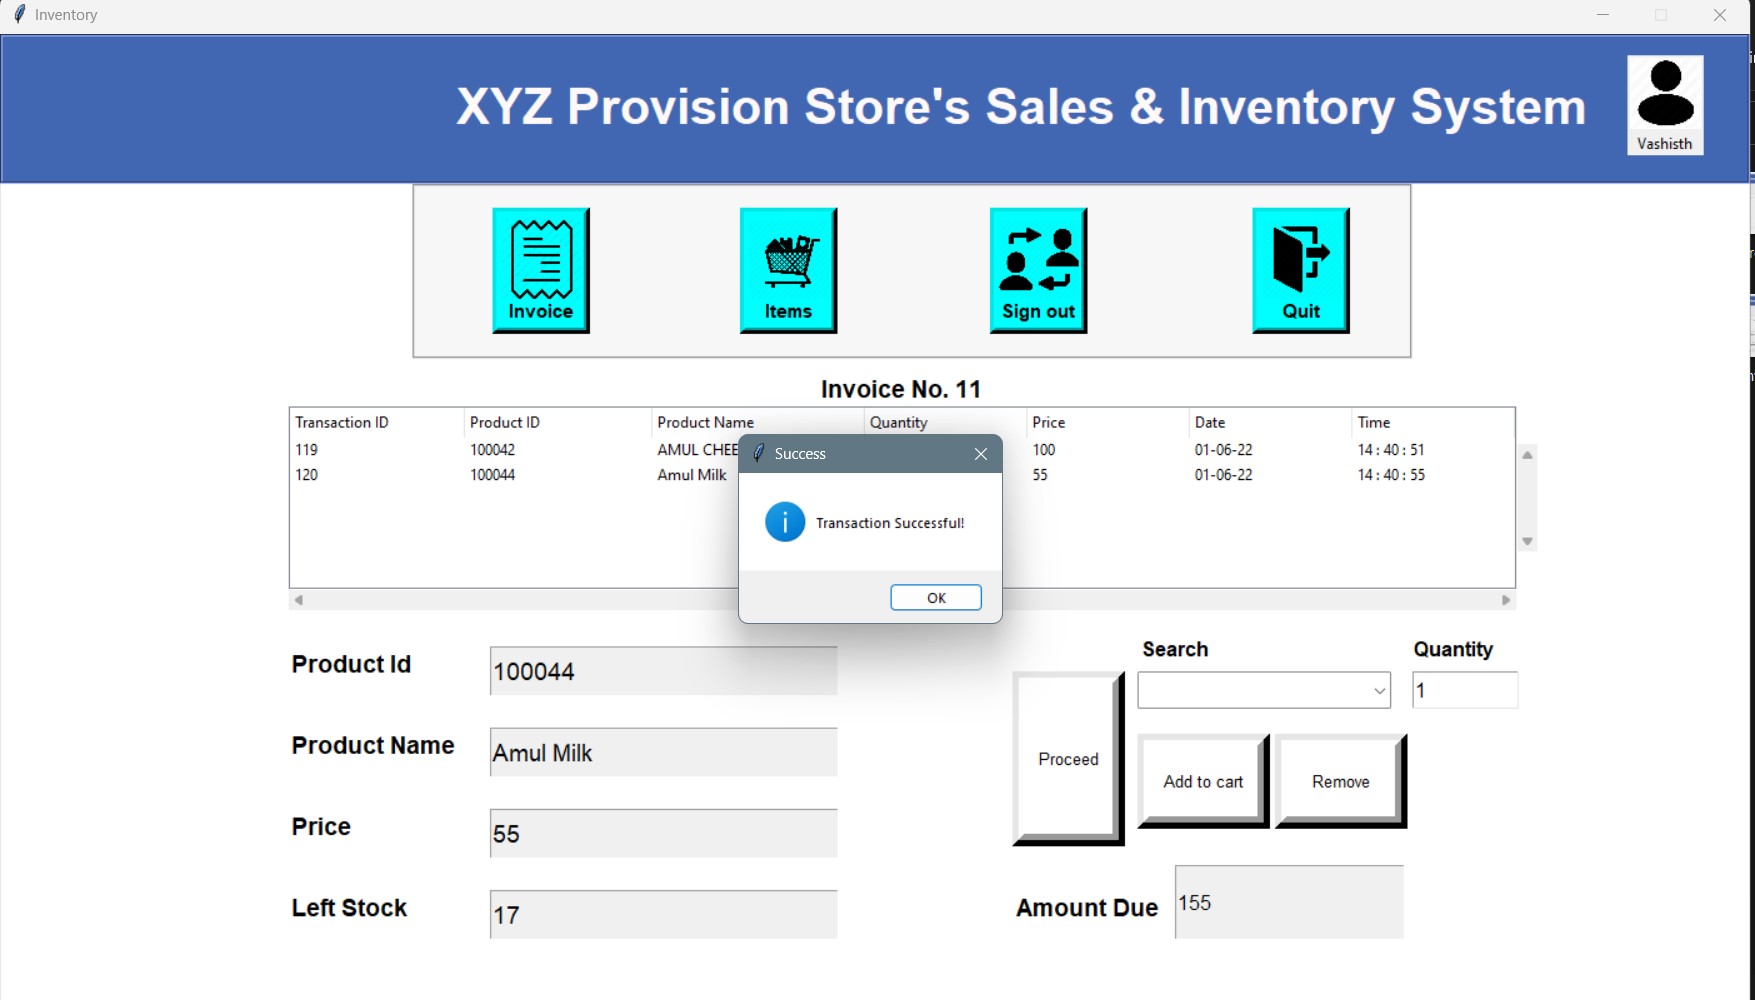 Inventory
XYZ Provision Store's Sales & Inventory System
Vashisth
Invoice Items Sign out Quit
Invoice No. 11
Transaction ID Product ID Product Name Quantity Price Date Time
119 100042 AMUL CHEE 100 01-06-22 14 : 40 : 51
120 100044 Amul Milk 55 01-06-22 14 : 40 : 55
Success
Transaction Successful!
OK
Product Id 100044
Product Name Amul Milk
Price 55
Left Stock 17
Search Quantity
1
Proceed
Add to cart Remove
Amount Due 155